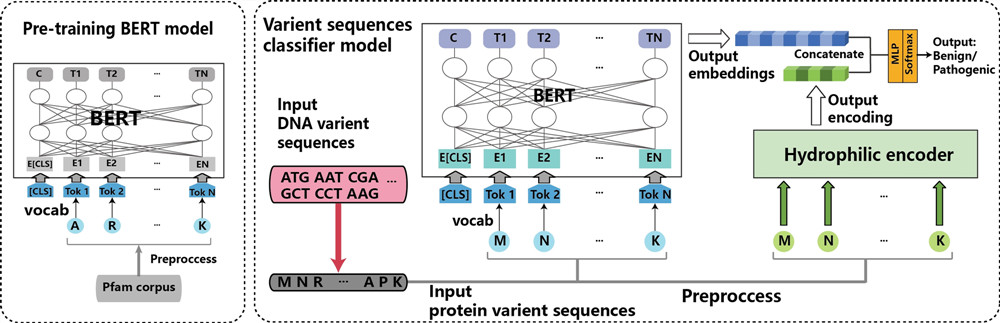 Pre-training BERT model
C T1 T2 ... TN
BERT
E[CLS] E1 E2 ... EN
[CLS] Tok 1 Tok 2 ... Tok N
vocab
A R ... K
Preproccess
Pfam corpus
Varient sequences
classifier model
Input
DNA varient
sequences
ATG AAT CGA ...
GCT CCT AAG
M N R ... A P K
Input
protein varient sequences
C T1 T2 ... TN
BERT
E[CLS] E1 E2 ... EN
[CLS] Tok 1 Tok 2 ... Tok N
vocab
M N ... K
Preproccess
Output
embeddings
Concatenate
MLP
Softmax
Output:
Benign/
Pathogenic
Output
encoding
Hydrophilic encoder
M N ... K